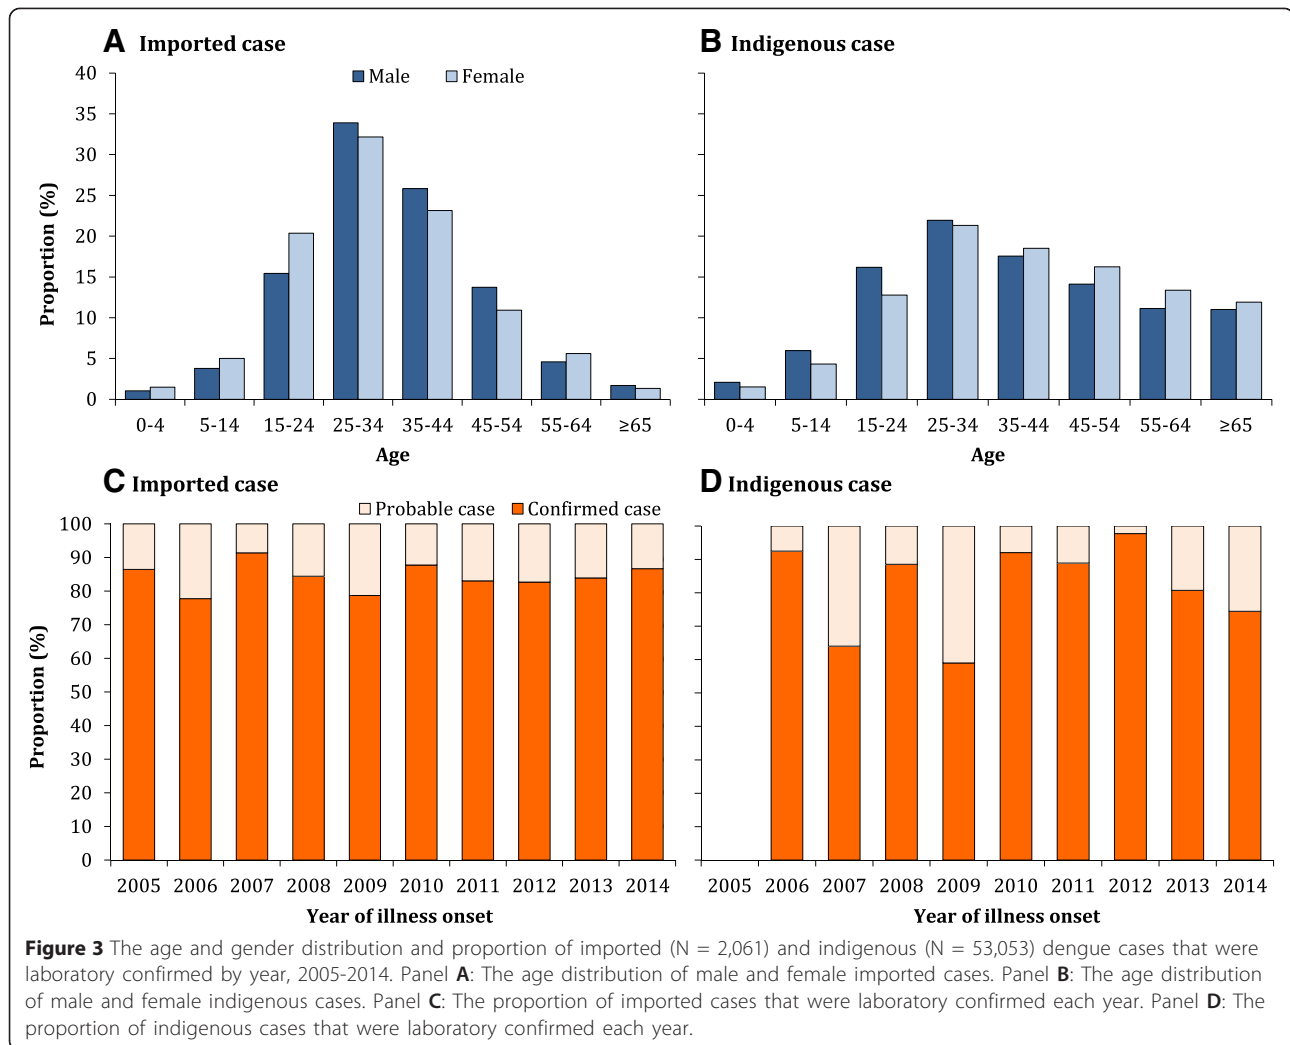 A Imported case
Male Female
40
35
30
25
20
15
10
5
0
Proportion (%)
0-4 5-14 15-24 25-34 35-44 45-54 55-64 ≥65
Age
B Indigenous case
0-4 5-14 15-24 25-34 35-44 45-54 55-64 ≥65
Age
C Imported case
Probable case Confirmed case
100
90
80
70
60
50
40
30
20
10
0
Proportion (%)
2005 2006 2007 2008 2009 2010 2011 2012 2013 2014
Year of illness onset
D Indigenous case
2005 2006 2007 2008 2009 2010 2011 2012 2013 2014
Year of illness onset
Figure 3 The age and gender distribution and proportion of imported (N = 2,061) and indigenous (N = 53,053) dengue cases that were
laboratory confirmed by year, 2005-2014. Panel A: The age distribution of male and female imported cases. Panel B: The age distribution
of male and female indigenous cases. Panel C: The proportion of imported cases that were laboratory confirmed each year. Panel D: The
proportion of indigenous cases that were laboratory confirmed each year.